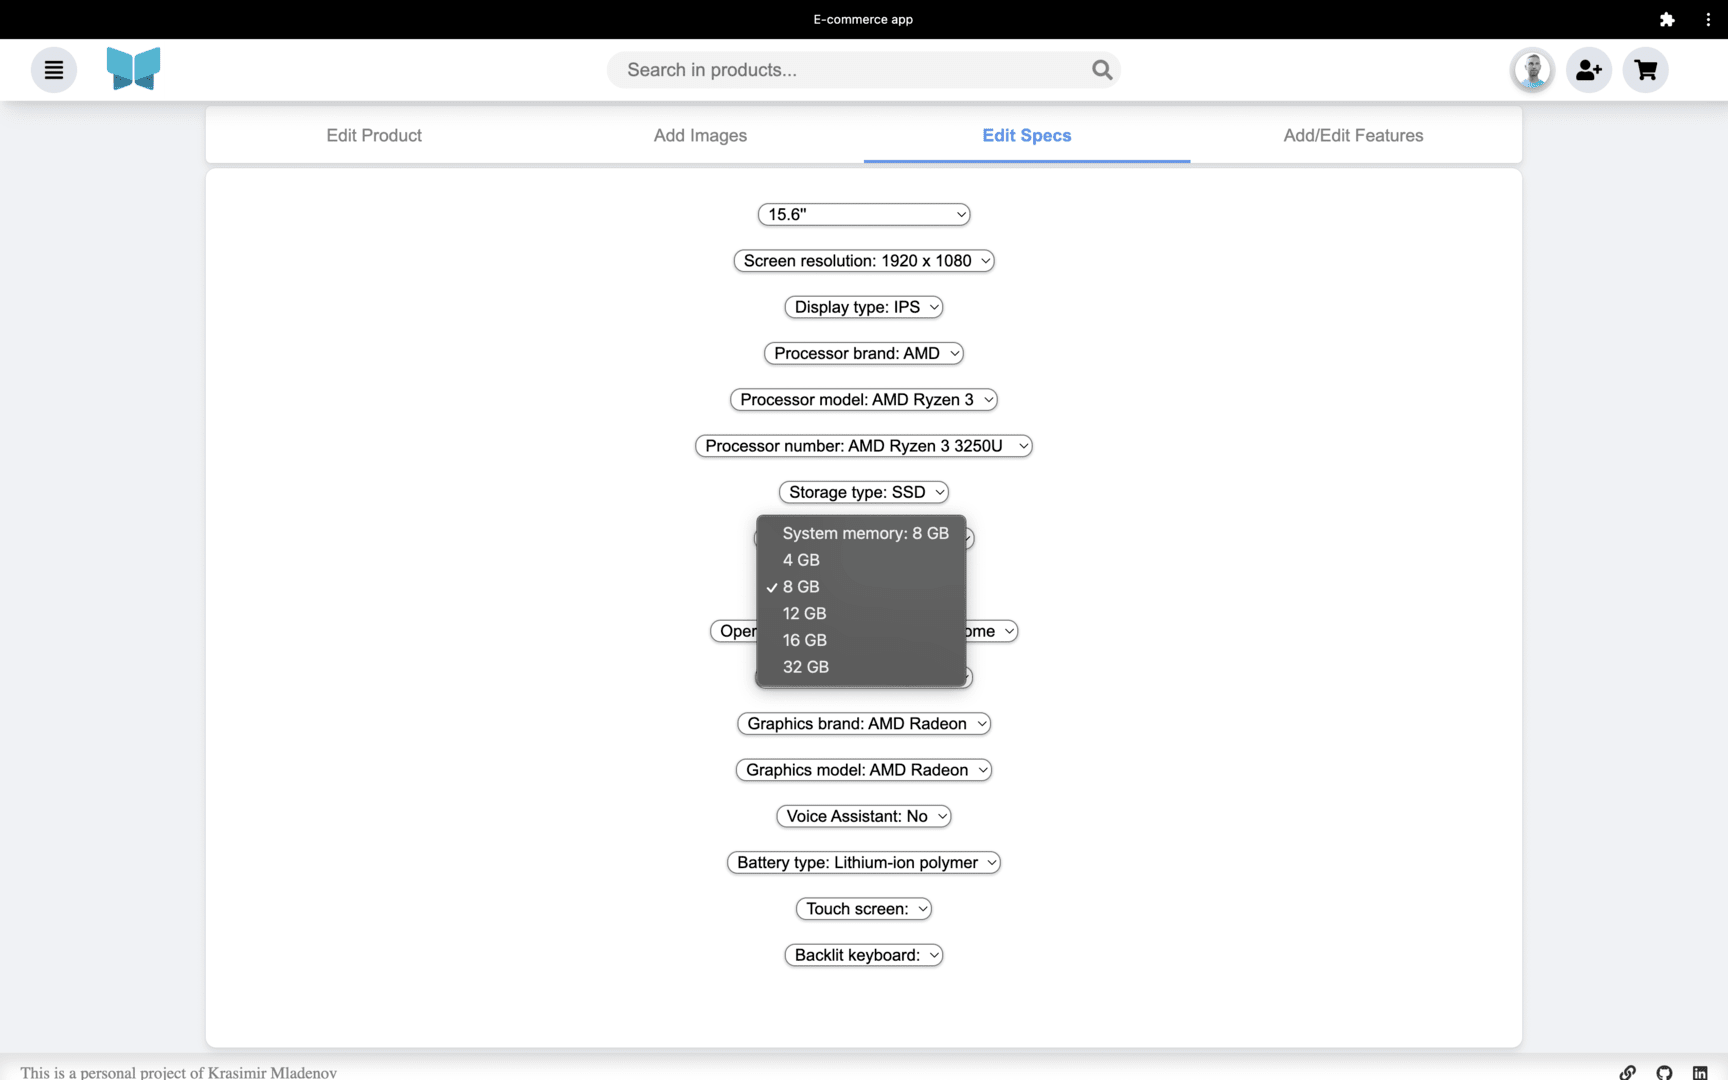 E-commerce app
Search in products...
Edit Product
Add Images
Edit Specs
Add/Edit Features
15.6"
Screen resolution: 1920 x 1080
Display type: IPS
Processor brand: AMD
Processor model: AMD Ryzen 3
Processor number: AMD Ryzen 3 3250U
Storage type: SSD
System memory: 8 GB
4 GB
8 GB
12 GB
16 GB
32 GB
Graphics brand: AMD Radeon
Graphics model: AMD Radeon
Voice Assistant: No
Battery type: Lithium-ion polymer
Touch screen:
Backlit keyboard:
This is a personal project of Krasimir Mladenov